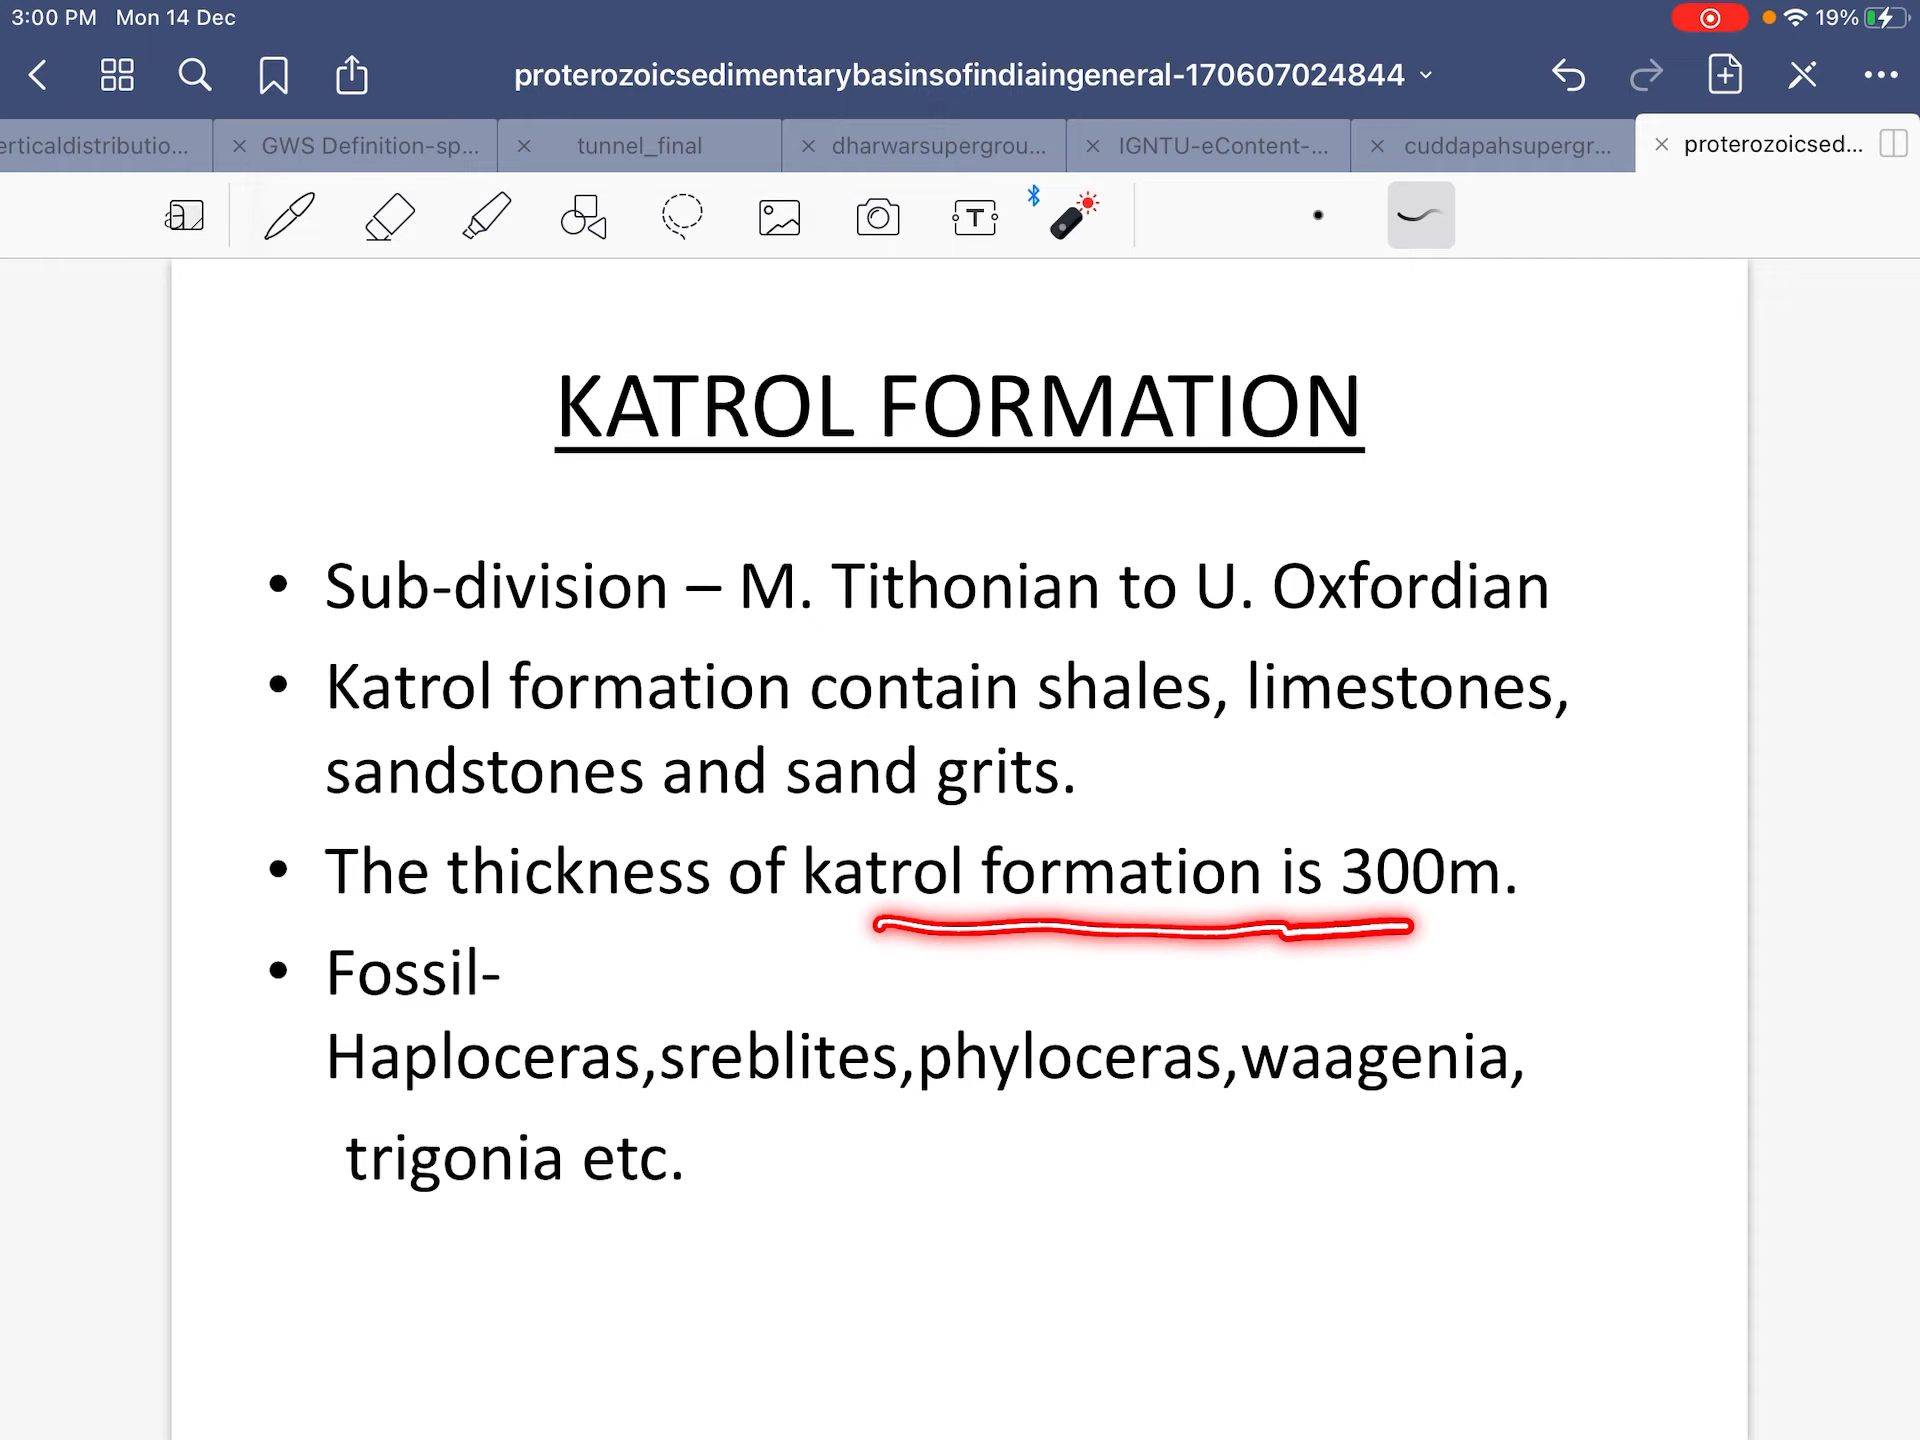 3:00 PM Mon 14 Dec
19%
proterozoicsedimentarybasinsofindiaingeneral-170607024844
erticaldistributio...
GWS Definition-sp...
tunnel_final
dharwarsupergrou...
IGNTU-eContent-...
cuddapahsupergr...
proterozoicsed...
KATROL FORMATION
• Sub-division – M. Tithonian to U. Oxfordian
• Katrol formation contain shales, limestones,
sandstones and sand grits.
• The thickness of katrol formation is 300m.
• Fossil-
Haploceras,sreblites,phyloceras,waagenia,
trigonia etc.